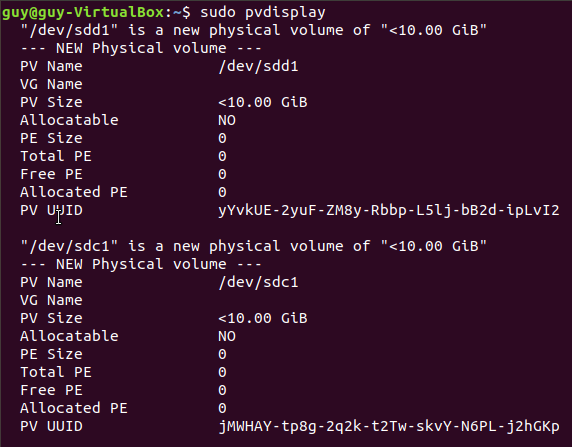 guy@guy-VirtualBox:~$ sudo pvdisplay
"/dev/sdd1" is a new physical volume of "<10.00 GiB"
--- NEW Physical volume ---
PV Name /dev/sdd1
VG Name
PV Size <10.00 GiB
Allocatable NO
PE Size 0
Total PE 0
Free PE 0
Allocated PE 0
PV UUID yYvkUE-2yuF-ZM8y-Rbbp-L5lj-bB2d-ipLvI2
"/dev/sdc1" is a new physical volume of "<10.00 GiB"
--- NEW Physical volume ---
PV Name /dev/sdc1
VG Name
PV Size <10.00 GiB
Allocatable NO
PE Size 0
Total PE 0
Free PE 0
Allocated PE 0
PV UUID jMWHAY-tp8g-2q2k-t2Tw-skvY-N6PL-j2hGKp